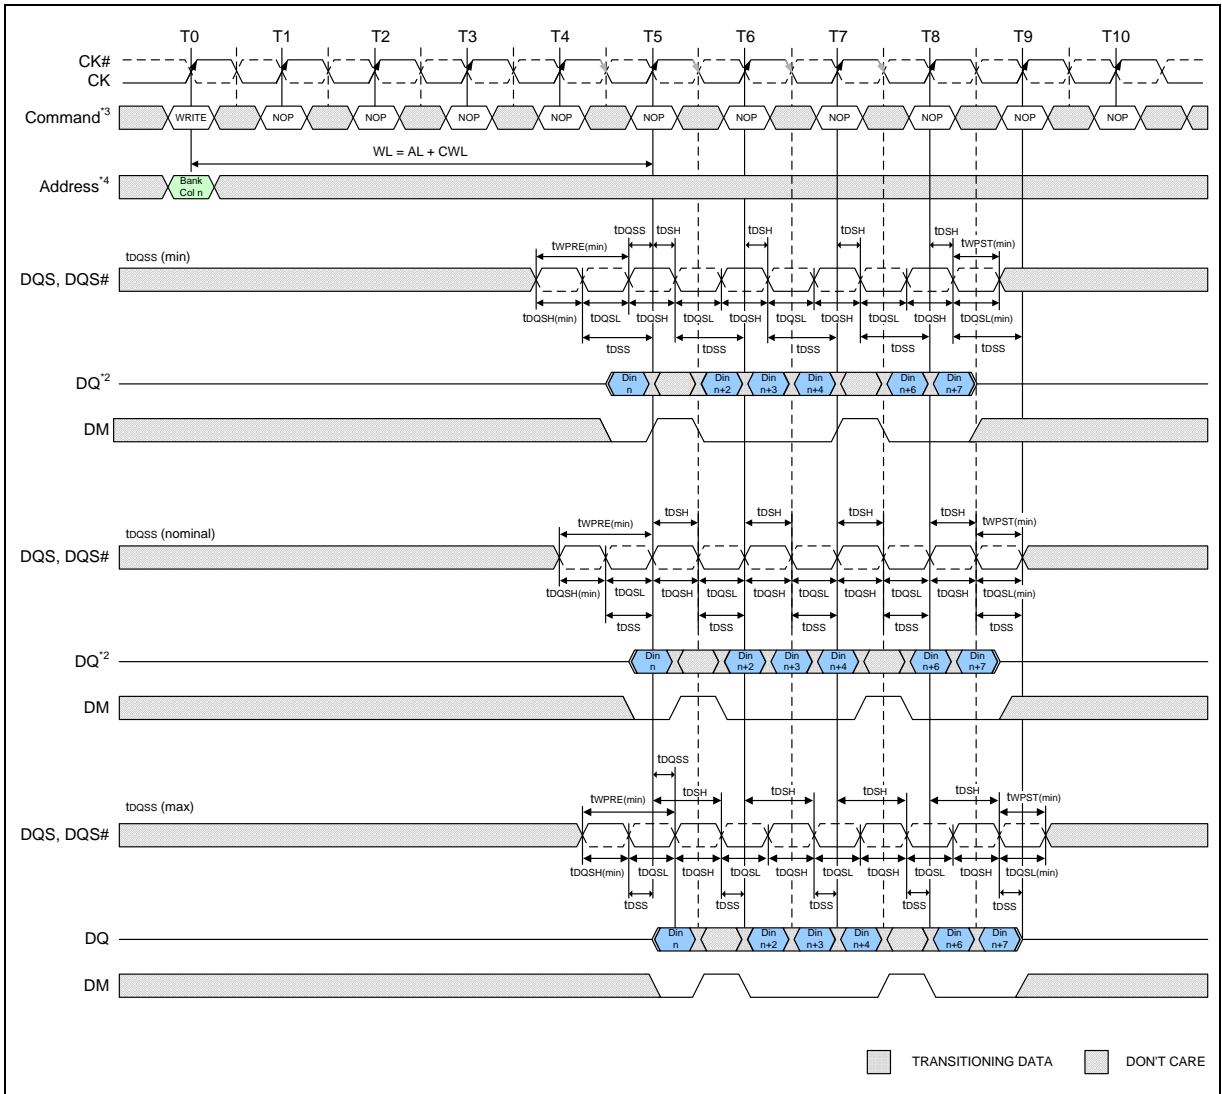 T0 T1 T2 T3 T4 T5 T6 T7 T8 T9 T10
CK#
CK
Command*3 WRITE NOP NOP NOP NOP NOP NOP NOP NOP NOP NOP
WL = AL + CWL
Address*4 Bank
Col n
tDQSS tDSH tDSH tDSH tDSH
tWPRE(min) tWPST(min)
tDQSS (min)
DQS, DQS#
tDQSH(min) tDQSL tDQSH tDQSL tDQSH tDQSL tDQSH tDQSL tDQSH tDQSL(min)
tDSS tDSS tDSS tDSS tDSS
DQ*2 Din Din Din Din Din Din
n n+2 n+3 n+4 n+6 n+7
DM
tDSH tDSH tDSH tDSH
tWPRE(min) tWPST(min)
tDQSS (nominal)
DQS, DQS#
tDQSH(min) tDQSL tDQSH tDQSL tDQSH tDQSL tDQSH tDQSL tDQSH tDQSL(min)
tDSS tDSS tDSS tDSS tDSS
DQ*2 Din Din Din Din Din Din
n n+2 n+3 n+4 n+6 n+7
DM
tDQSS
tWPRE(min) tDSH tDSH tDSH tDSH tWPST(min)
tDQSS (max)
DQS, DQS#
tDQSH(min) tDQSL tDQSH tDQSL tDQSH tDQSL tDQSH tDQSL tDQSH tDQSL(min)
tDSS tDSS tDSS tDSS tDSS
DQ Din Din Din Din Din Din
n n+2 n+3 n+4 n+6 n+7
DM
TRANSITIONING DATA DON'T CARE